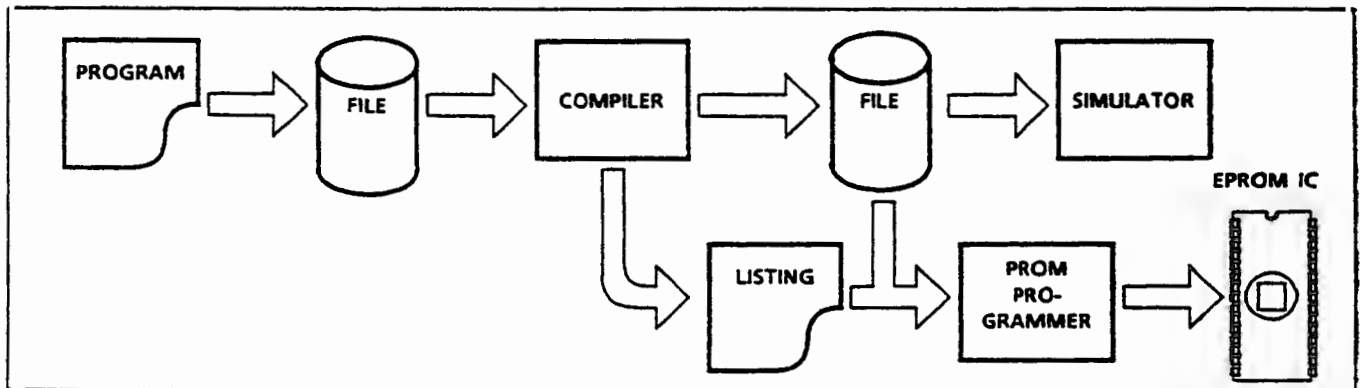 PROGRAM
FILE
COMPILER
FILE
SIMULATOR
EPROM IC
LISTING
PROM
PRO-
GRAMMER